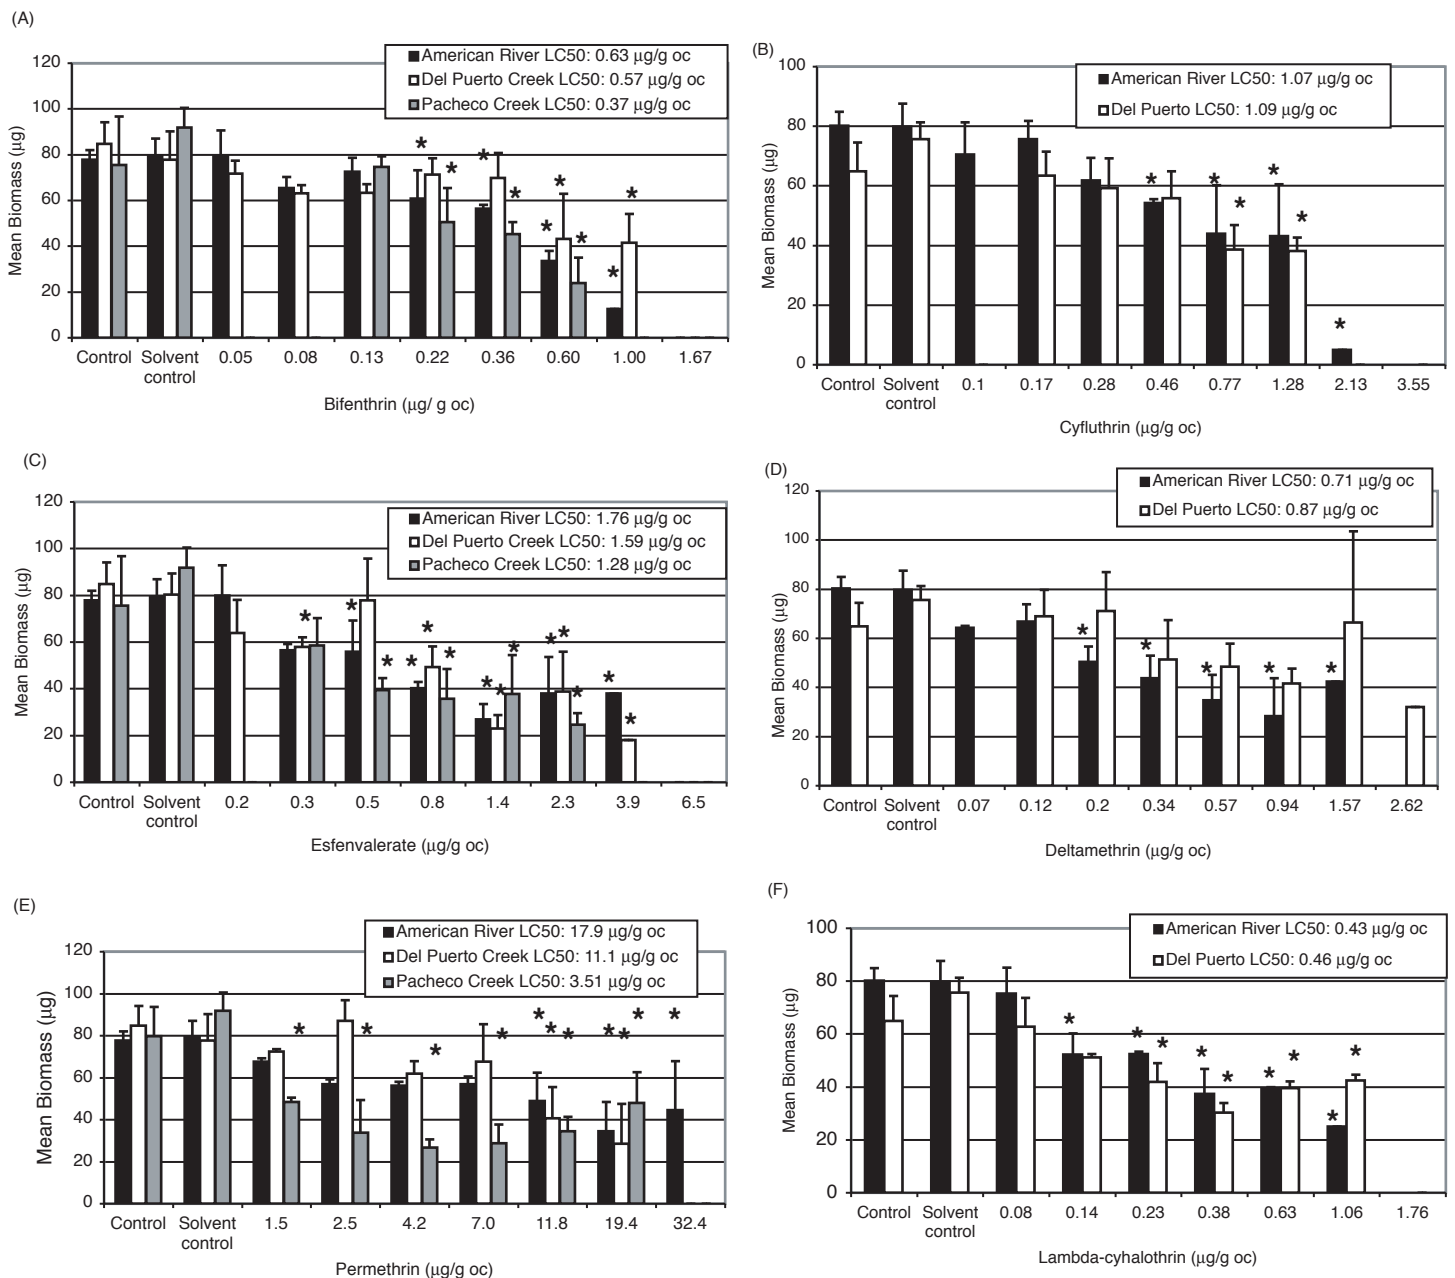 (A)
American River LC50: 0.63 µg/g oc
Del Puerto Creek LC50: 0.57 µg/g oc
Pacheco Creek LC50: 0.37 µg/g oc
Mean Biomass (µg)
120
100
80
60
40
20
0
* * * * * * * * * *
Control Solvent control 0.05 0.08 0.13 0.22 0.36 0.60 1.00 1.67
Bifenthrin (µg/ g oc)
(B)
American River LC50: 1.07 µg/g oc
Del Puerto LC50: 1.09 µg/g oc
Mean Biomass (µg)
100
80
60
40
20
0
* * * * * *
Control Solvent control 0.1 0.17 0.28 0.46 0.77 1.28 2.13 3.55
Cyfluthrin (µg/g oc)
(C)
American River LC50: 1.76 µg/g oc
Del Puerto Creek LC50: 1.59 µg/g oc
Pacheco Creek LC50: 1.28 µg/g oc
Mean Biomass (µg)
120
100
80
60
40
20
0
* * * * * * * * * * * * * *
Control Solvent control 0.2 0.3 0.5 0.8 1.4 2.3 3.9 6.5
Esfenvalerate (µg/g oc)
(D)
American River LC50: 0.71 µg/g oc
Del Puerto LC50: 0.87 µg/g oc
Mean Biomass (µg)
120
100
80
60
40
20
0
* * * * *
Control Solvent control 0.07 0.12 0.2 0.34 0.57 0.94 1.57 2.62
Deltamethrin (µg/g oc)
(E)
American River LC50: 17.9 µg/g oc
Del Puerto Creek LC50: 11.1 µg/g oc
Pacheco Creek LC50: 3.51 µg/g oc
Mean Biomass (µg)
120
100
80
60
40
20
0
* * * * * * * * * * *
Control Solvent control 1.5 2.5 4.2 7.0 11.8 19.4 32.4
Permethrin (µg/g oc)
(F)
American River LC50: 0.43 µg/g oc
Del Puerto LC50: 0.46 µg/g oc
Mean Biomass (µg)
100
80
60
40
20
0
* * * * * * * * *
Control Solvent control 0.08 0.14 0.23 0.38 0.63 1.06 1.76
Lambda-cyhalothrin (µg/g oc)